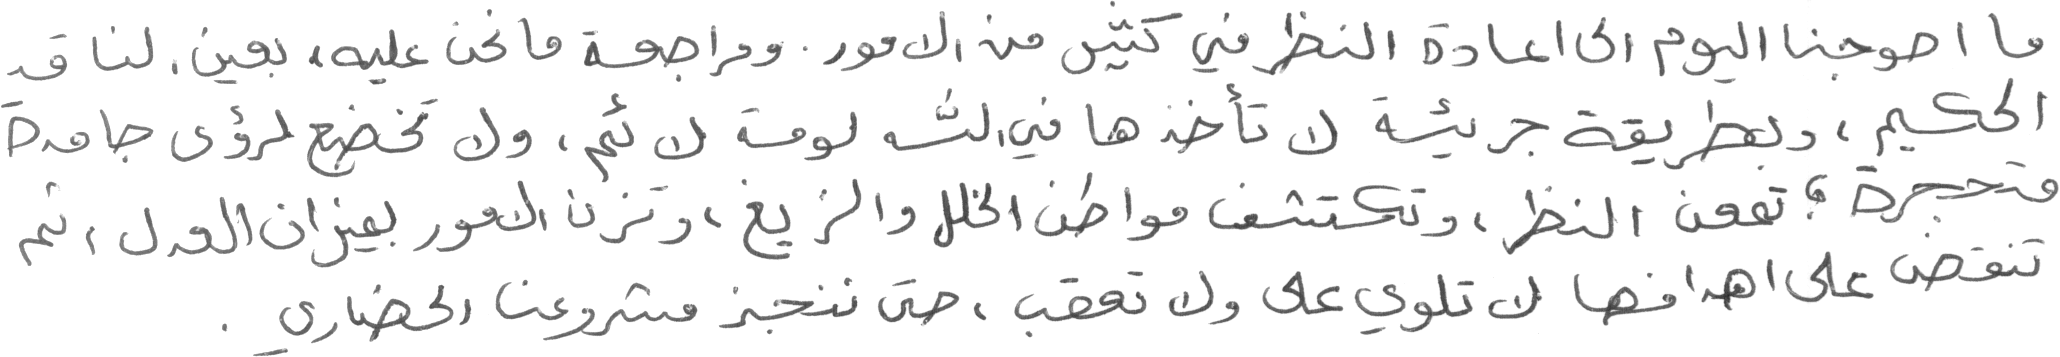 ما احوجنا اليوم الى اعادة النظر في كثير من الامور. ومراجعة ما نحن عليه، بعين الناقد
الحكيم، وبطريقة جريئة لا تأخذها في الله لومة لائم، ولا تخضع لرؤى جامدة
متحجرة؛ تمعن النظر، وتكتشف مواطن الخلل والزيغ، وتزن الامور بميزان العدل، ثم
تنقض على اهدافها لا تلوي على ولا تعقب، حتى ننجز مشروعنا الحضاري.